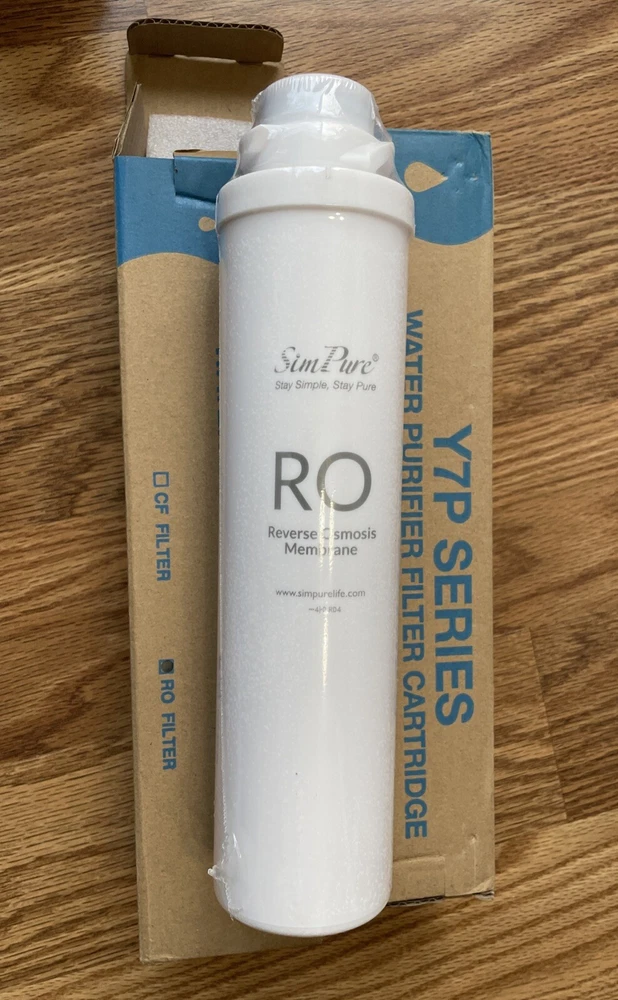 SimPure®
Stay Simple, Stay Pure
RO
Reverse Osmosis
Membrane
www.simpurelife.com
Y7P SERIES
WATER PURIFIER FILTER CARTRIDGE
CF FILTER
RO FILTER